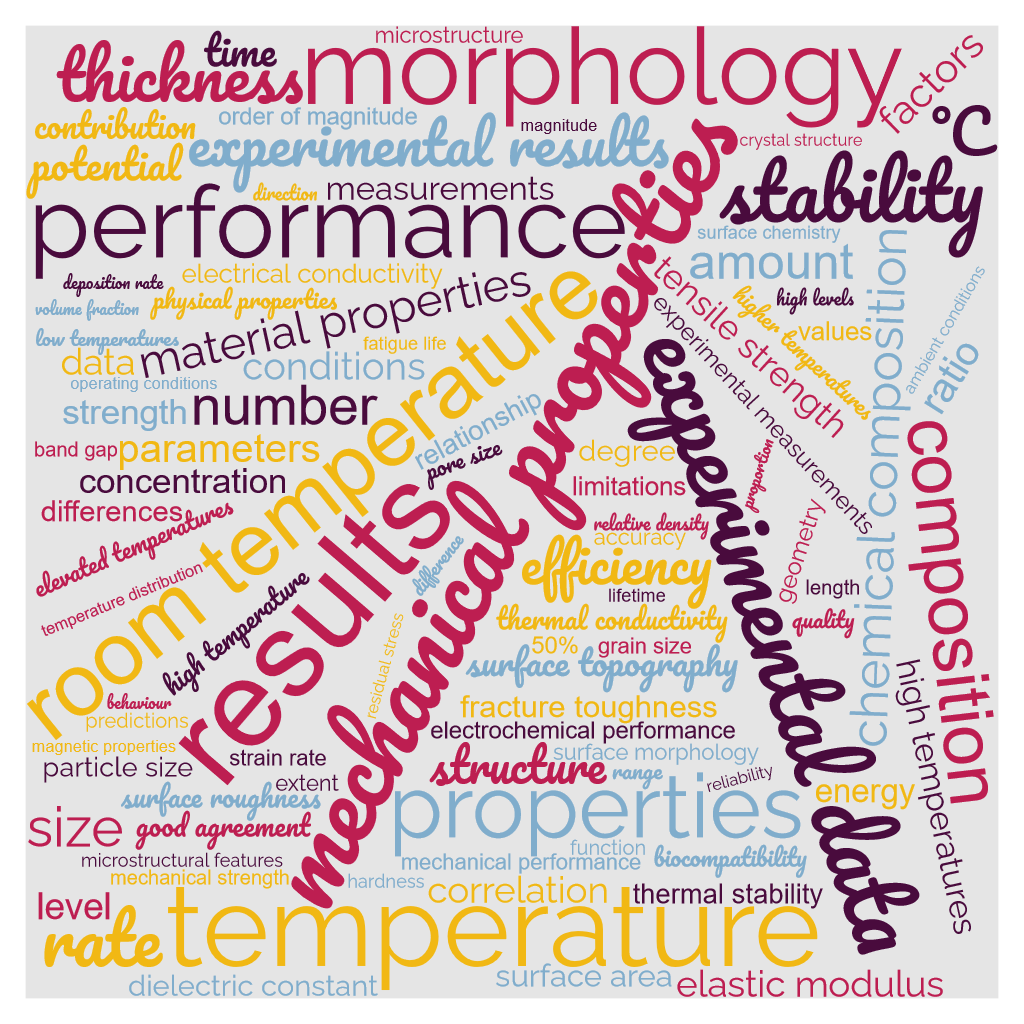 microstructure
time
thickness
morphology
factors
°C
contribution
order of magnitude
magnitude
potential
experimental results
crystal structure
direction
measurements
stability
performance
mechanical properties
surface chemistry
deposition rate
electrical conductivity
amount
volume fraction
physical properties
material properties
tensile strength
higher temperatures
high levels
chemical composition
ambient conditions
low temperatures
fatigue life
values
data
conditions
operating conditions
room temperature
experimental measurements
experimental data
ratio
strength
number
relationship
band gap
parameters
pore size
degree
proportion
composition
concentration
limitations
differences
results
relative density
accuracy
geometry
elevated temperatures
difference
efficiency
length
temperature distribution
high temperature
lifetime
thermal conductivity
quality
residual stress
50%
grain size
surface topography
high temperatures
behaviour
predictions
fracture toughness
electrochemical performance
magnetic properties
strain rate
surface morphology
particle size
extent
structure
range
reliability
surface roughness
properties
energy
size
good agreement
function
microstructural features
mechanical performance
biocompatibility
mechanical strength
hardness
correlation
thermal stability
level
rate
temperature
dielectric constant
surface area
elastic modulus